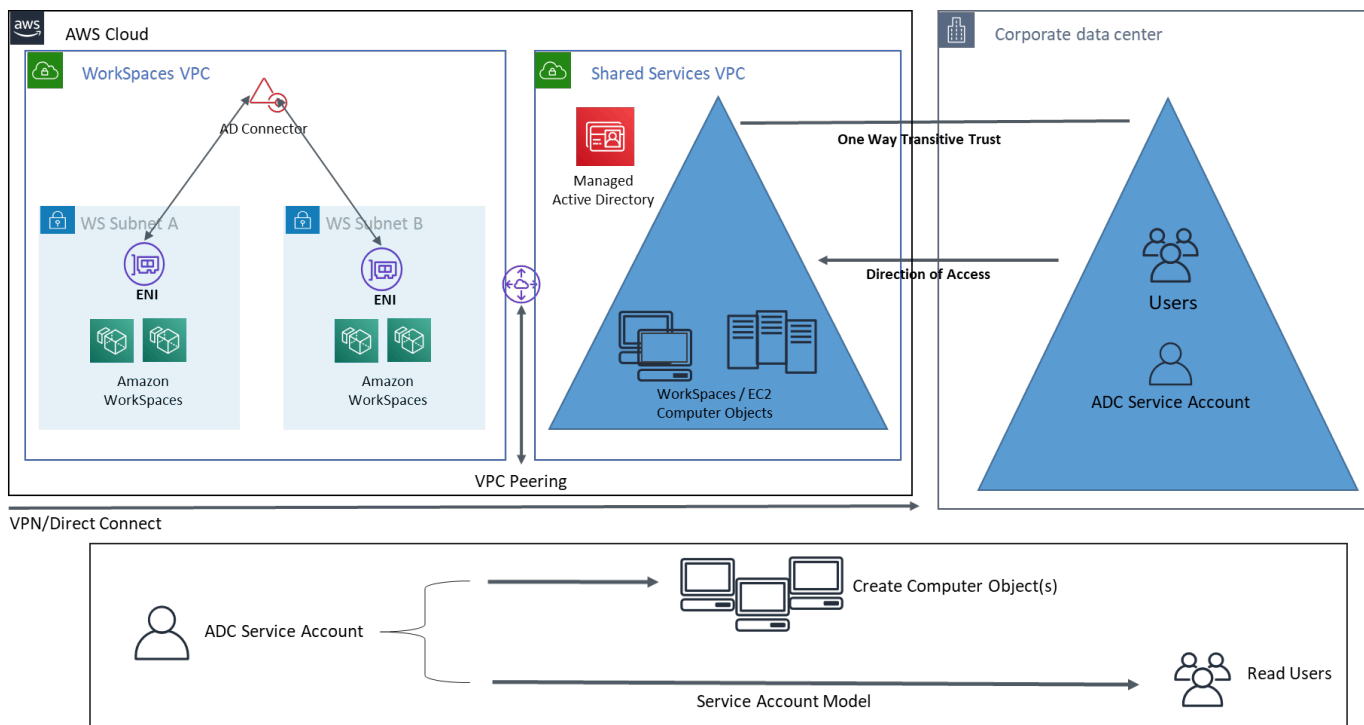 aws
AWS Cloud
WorkSpaces VPC
AD Connector
WS Subnet A
ENI
Amazon
WorkSpaces
WS Subnet B
ENI
Amazon
WorkSpaces
Shared Services VPC
Managed
Active Directory
WorkSpaces / EC2
Computer Objects
VPC Peering
One Way Transitive Trust
Direction of Access
Corporate data center
Users
ADC Service Account
VPN/Direct Connect
ADC Service Account
Create Computer Object(s)
Service Account Model
Read Users